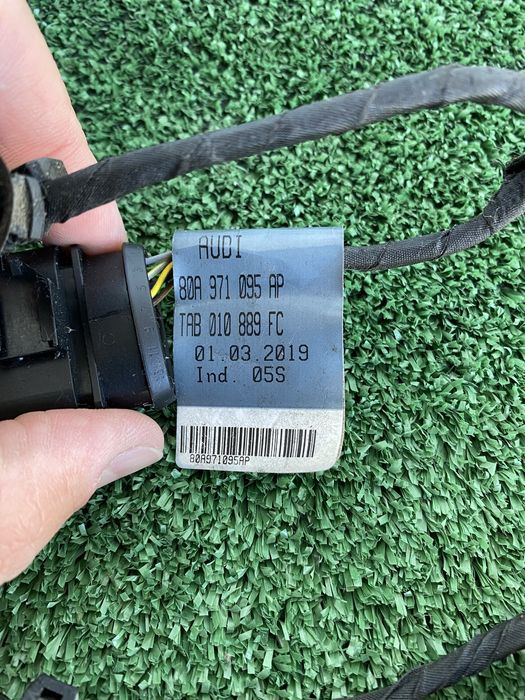 AUDI
80A 971 095 AP
TAB 010 889 FC
01.03.2019
Ind. 05S
80A971095AP